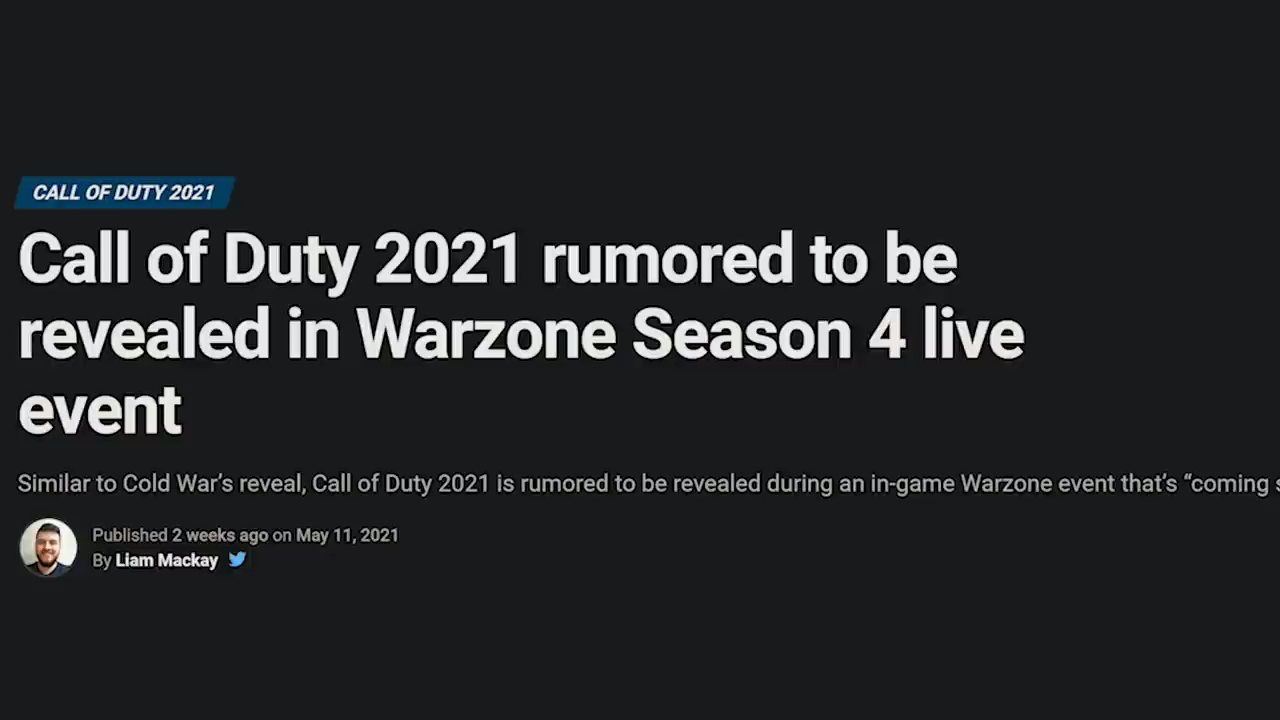 CALL OF DUTY 2021
Call of Duty 2021 rumored to be
revealed in Warzone Season 4 live
event
Similar to Cold War's reveal, Call of Duty 2021 is rumored to be revealed during an in-game Warzone event that's “coming
Published 2 weeks ago on May 11, 2021
By Liam Mackay